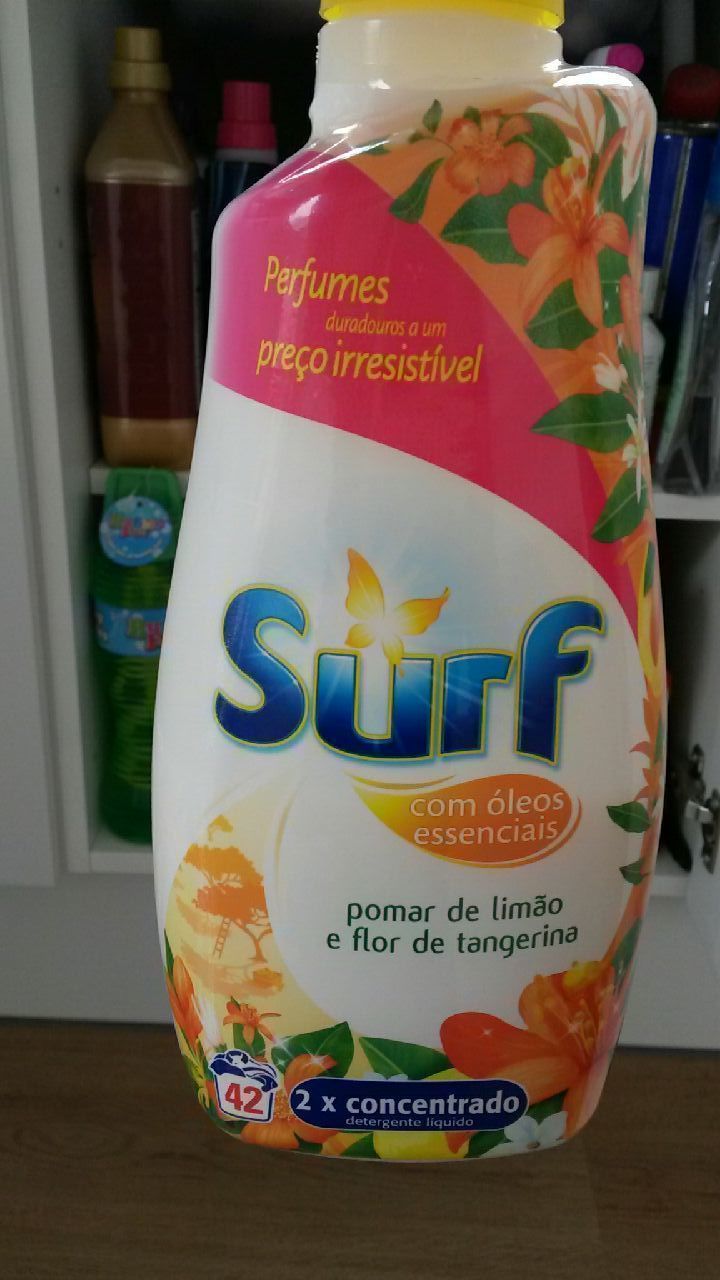 Perfumes
duradouros a um
preço irresistível
Surf
com óleos
essenciais
pomar de limão
e flor de tangerina
42
2 x concentrado
detergente líquido